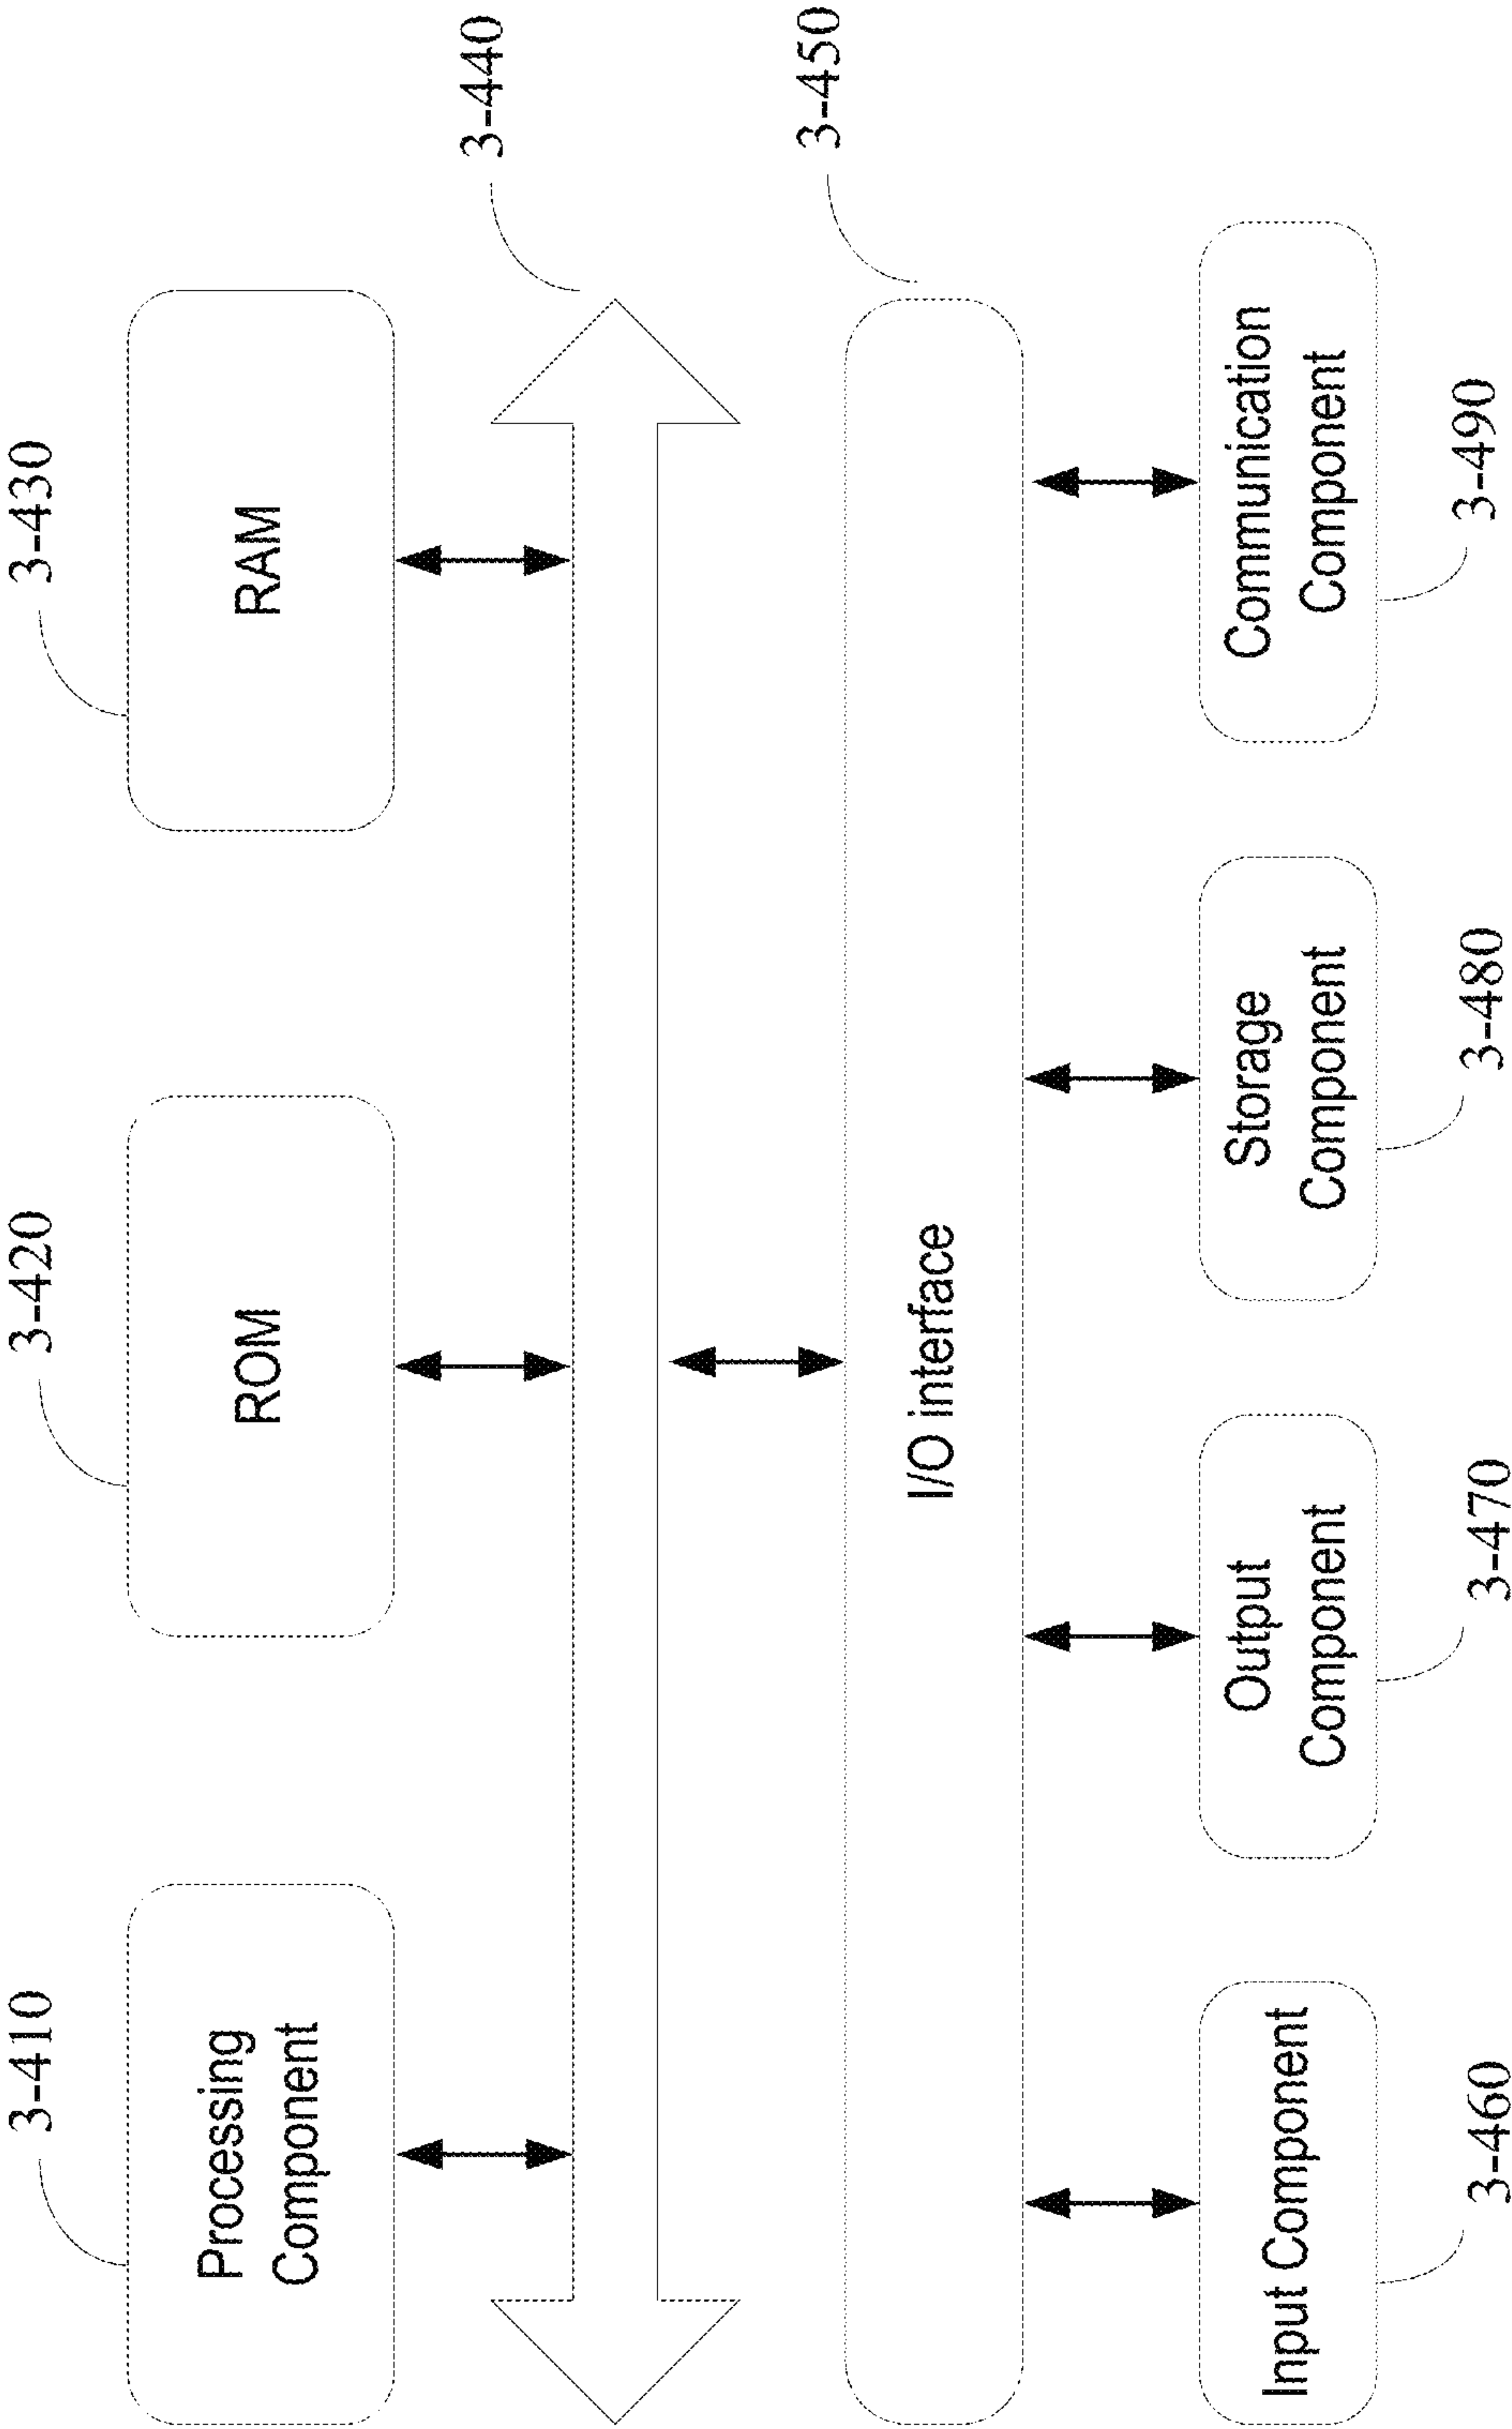 3-410
3-420
3-430
Processing
Component
ROM
RAM
3-440
3-450
I/O interface
Input Component
Output
Component
Storage
Component
Communication
Component
3-460
3-470
3-480
3-490